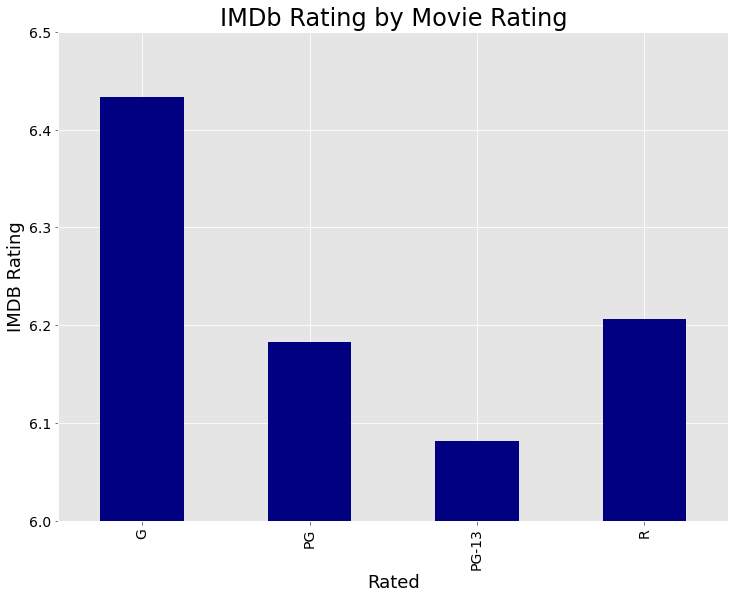 IMDb Rating by Movie Rating
6.5
6.4
6.3
6.2
6.1
6.0
IMDB Rating
G
PG
PG-13
R
Rated